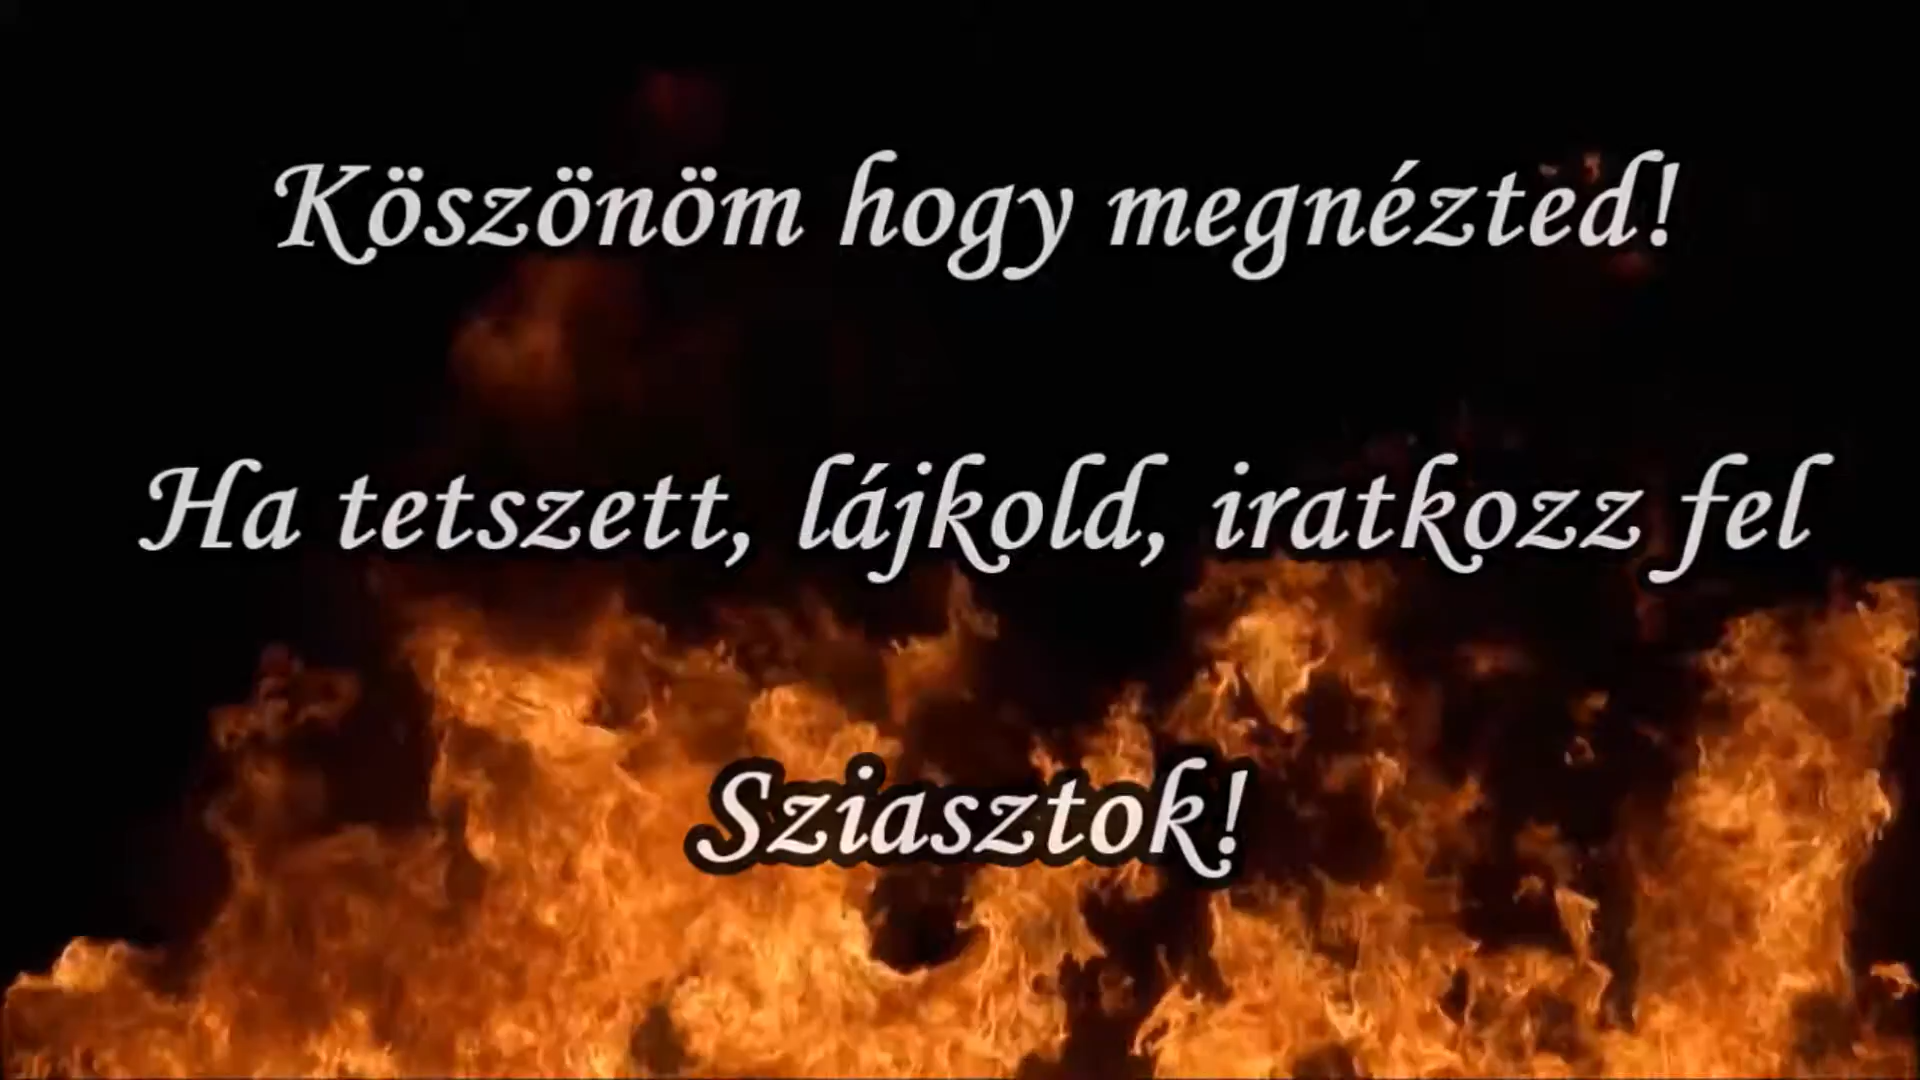 Köszönöm hogy megnézted!
Ha tetszett, lájkold, iratkozz fel
Sziasztok!